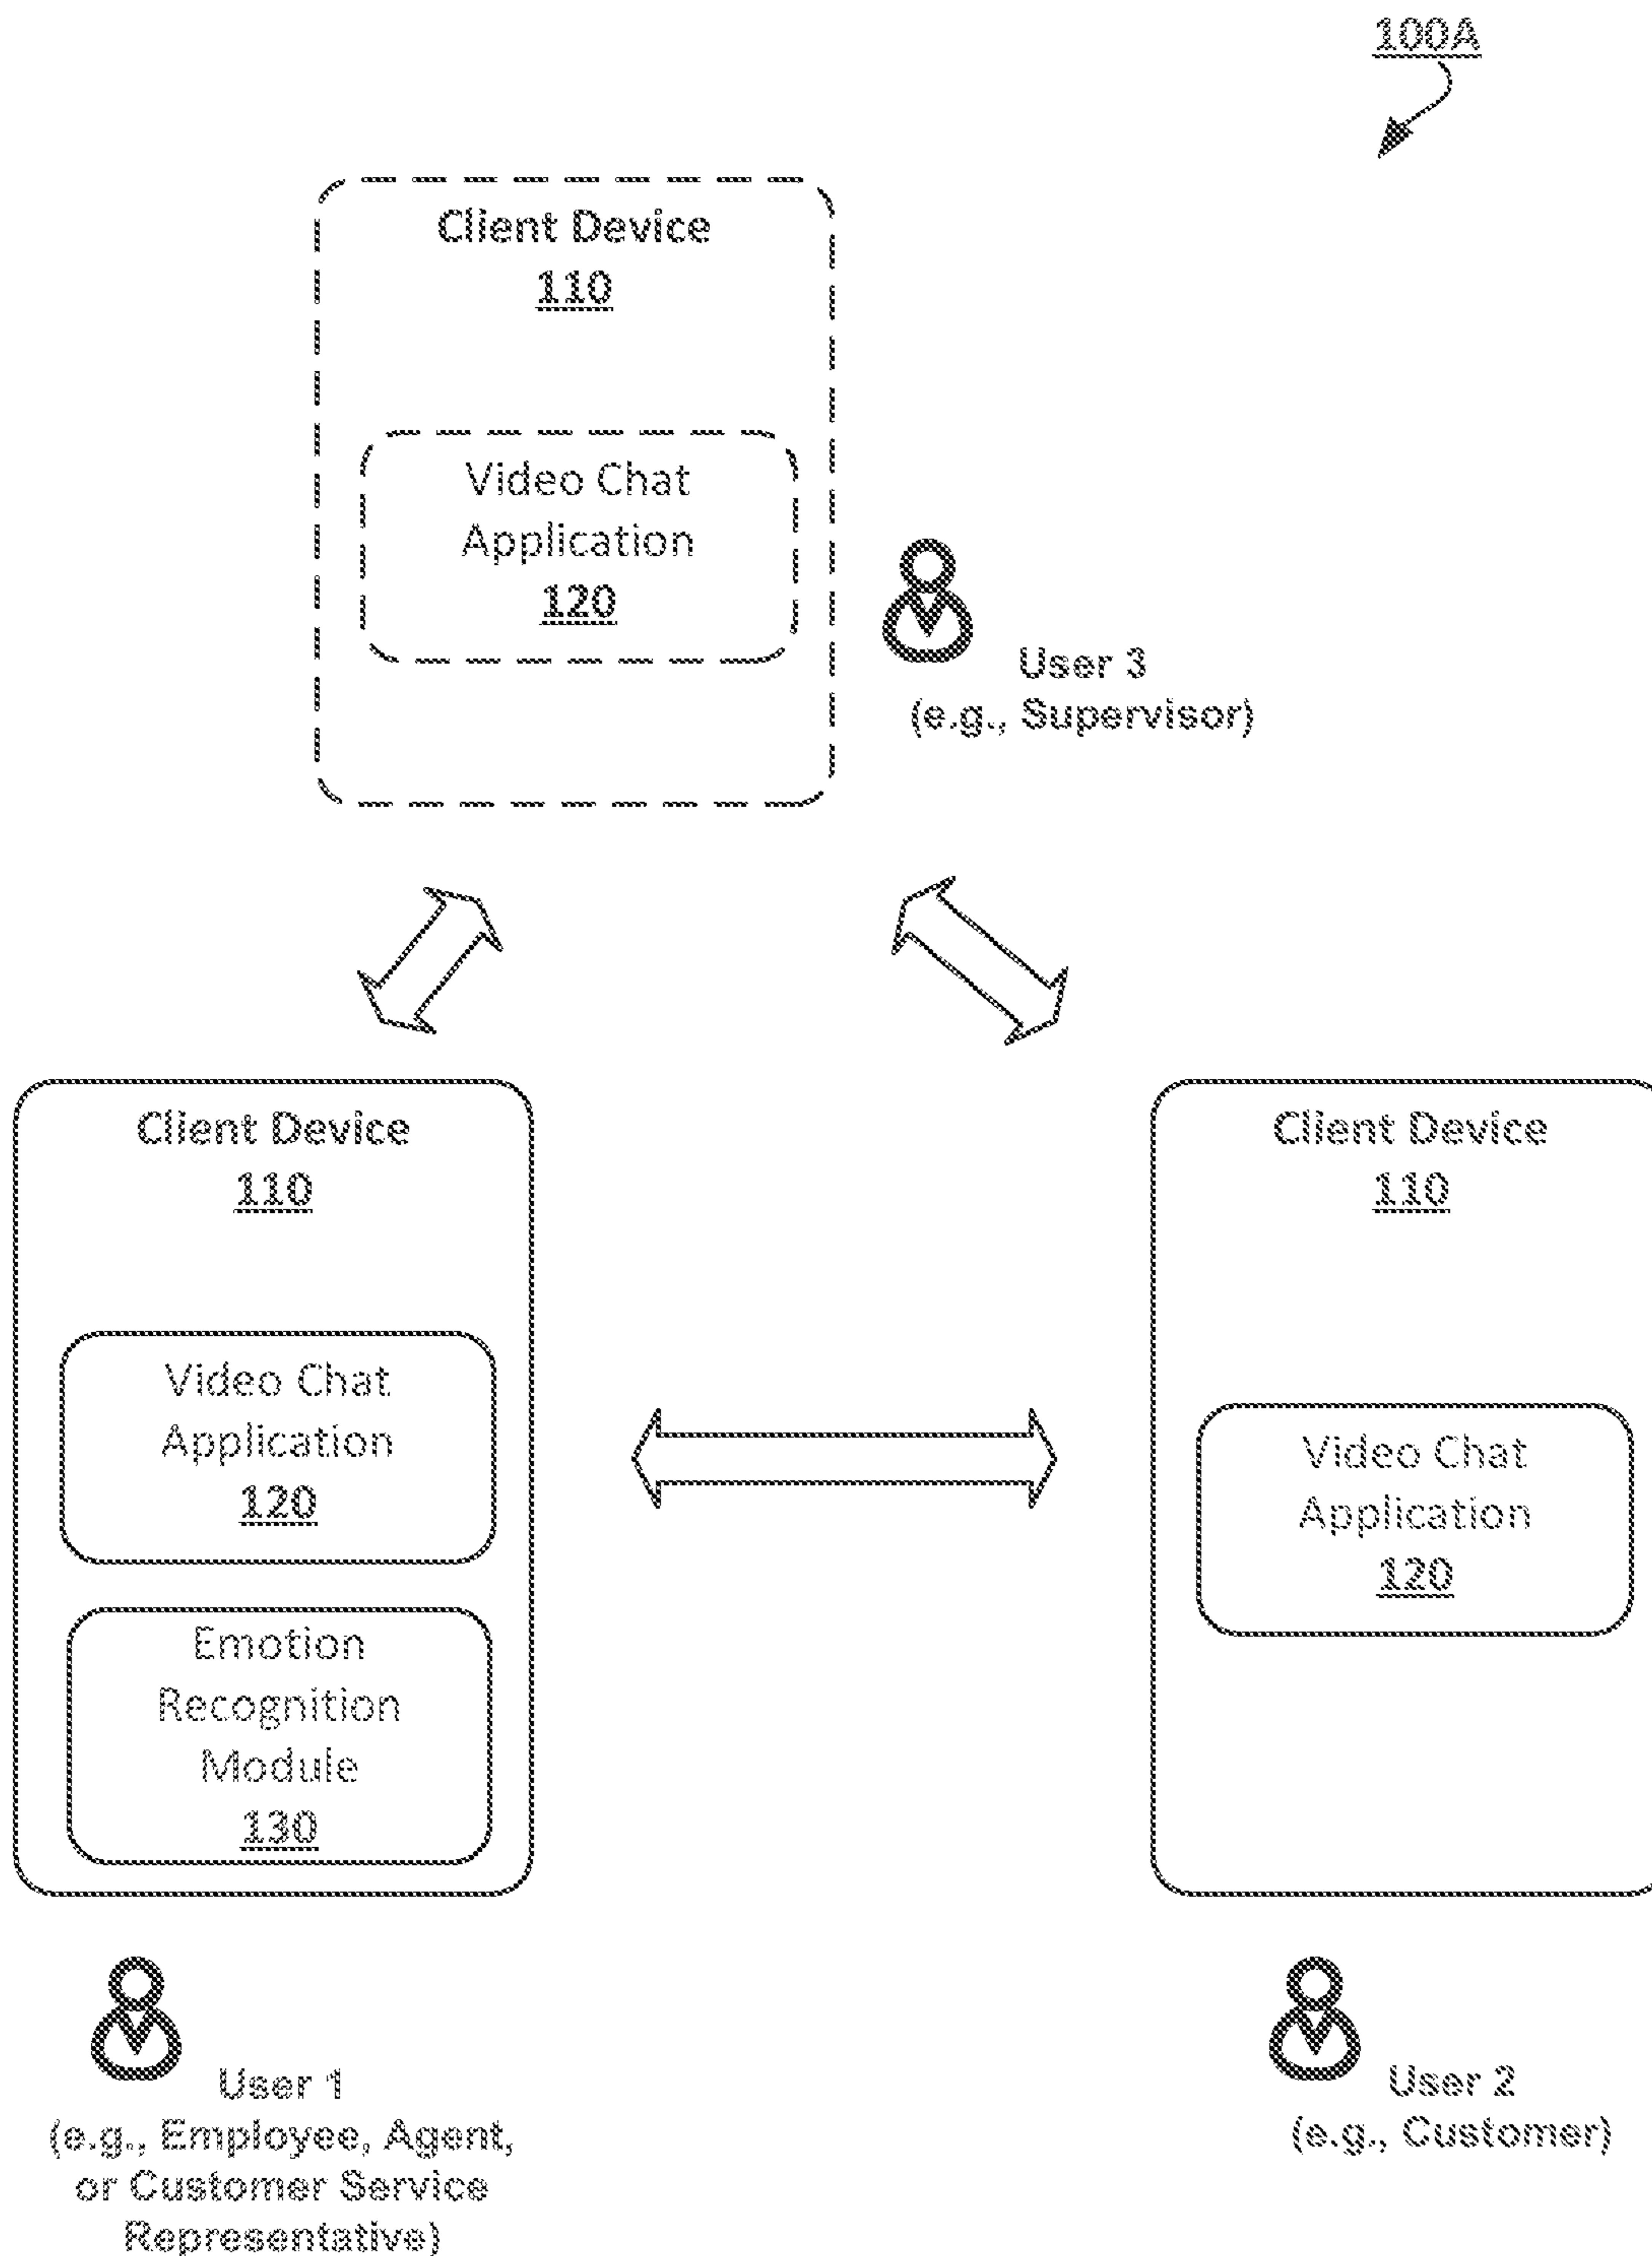 100A
Client Device
110
Video Chat
Application
120
User 3
(e.g., Supervisor)
Client Device
110
Video Chat
Application
120
Emotion
Recognition
Module
130
Client Device
110
Video Chat
Application
120
User 1
(e.g., Employee, Agent,
or Customer Service
Representative)
User 2
(e.g., Customer)